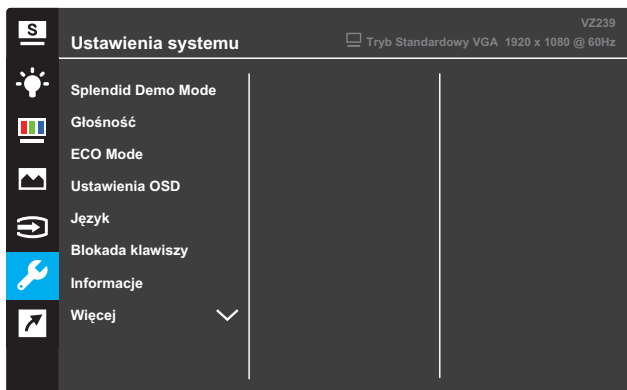 S
VZ239
Ustawienia systemu
Tryb Standardowy VGA 1920 x 1080 @ 60Hz
Splendid Demo Mode
Głośność
ECO Mode
Ustawienia OSD
Język
Blokada klawiszy
Informacje
Więcej